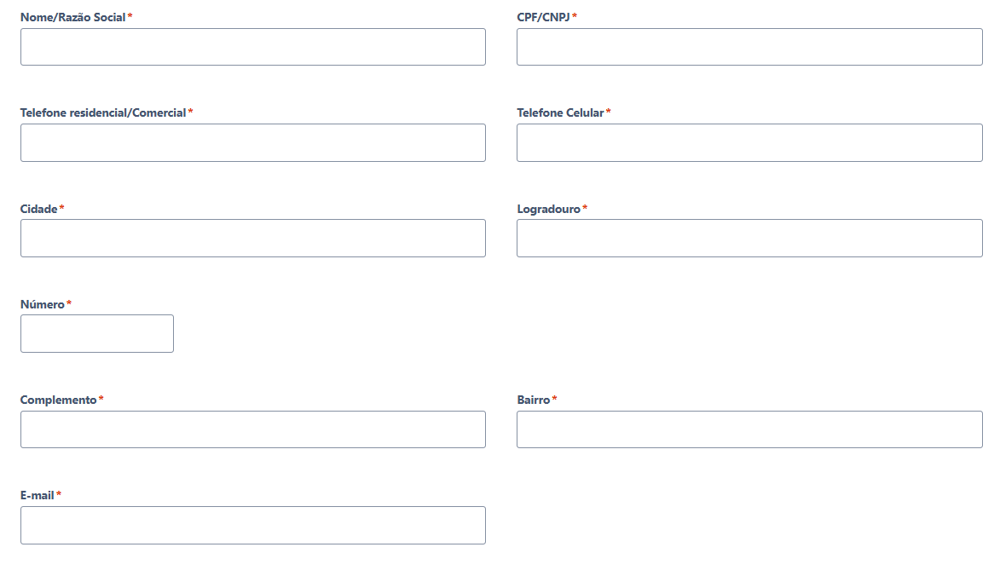 Nome/Razão Social*
CPF/CNPJ*
Telefone residencial/Comercial*
Telefone Celular*
Cidade*
Logradouro*
Número*
Complemento*
Bairro*
E-mail*